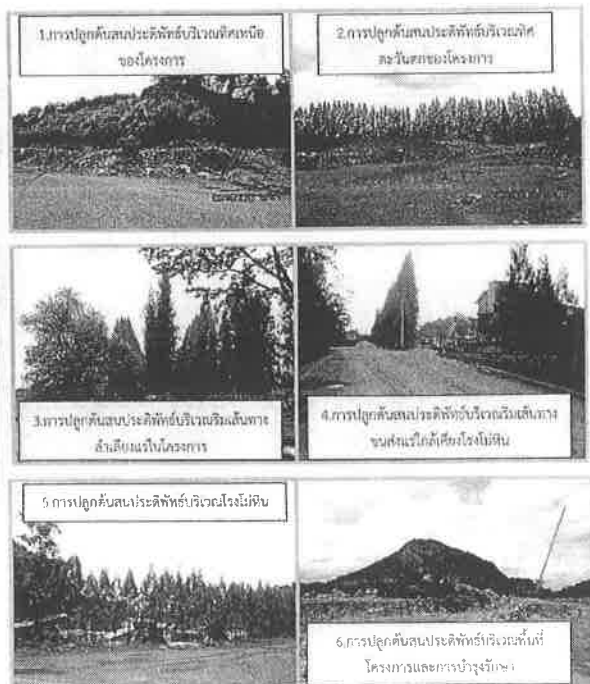 1.การปลูกต้นสนประดิพัทธ์บริเวณทิศเหนือ
ของโครงการ
2.การปลูกต้นสนประดิพัทธ์บริเวณทิศ
ตะวันตกของโครงการ
3.การปลูกต้นสนประดิพัทธ์บริเวณริมเส้นทาง
ลำเลียงแร่ในโครงการ
4.การปลูกต้นสนประดิพัทธ์บริเวณริมเส้นทาง
ขนส่งแร่ใกล้เคียงโรงโม่หิน
5.การปลูกต้นสนประดิพัทธ์บริเวณโรงโม่หิน
6.การปลูกต้นสนประดิพัทธ์บริเวณพื้นที่
โครงการและการบำรุงรักษา